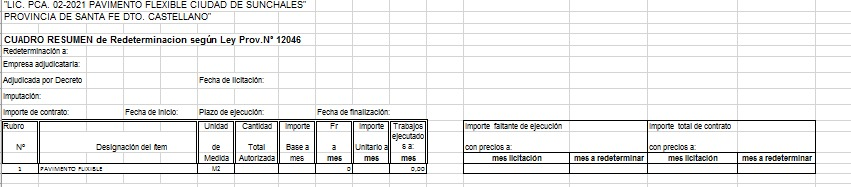 "LIC. PCA. 02-2021 PAVIMENTO FLEXIBLE CIUDAD DE SUNCHALES"
PROVINCIA DE SANTA FE DTO. CASTELLANO"
CUADRO RESUMEN de Redeterminacion según Ley Prov.Nº 12046
Redeterminación a:
Empresa adjudicataria:
Adjudicada por Decreto Fecha de licitación:
Imputación:
Importe de contrato: Fecha de Inicio: Plazo de ejecución: Fecha de finalización:
Rubro Unidad Cantidad Importe Fr Importe Trabajos Importe faltante de ejecución Importe total de contrato
ejecutado
Nº Designación del ítem de Total Base a a Unitario a s a: con precios a: con precios a:
Medida Autorizada mes mes mes mes mes licitación mes a redeterminar mes licitación mes a redeterminar
1 PAVIMENTO FLIXIBLE M2 0 0,00